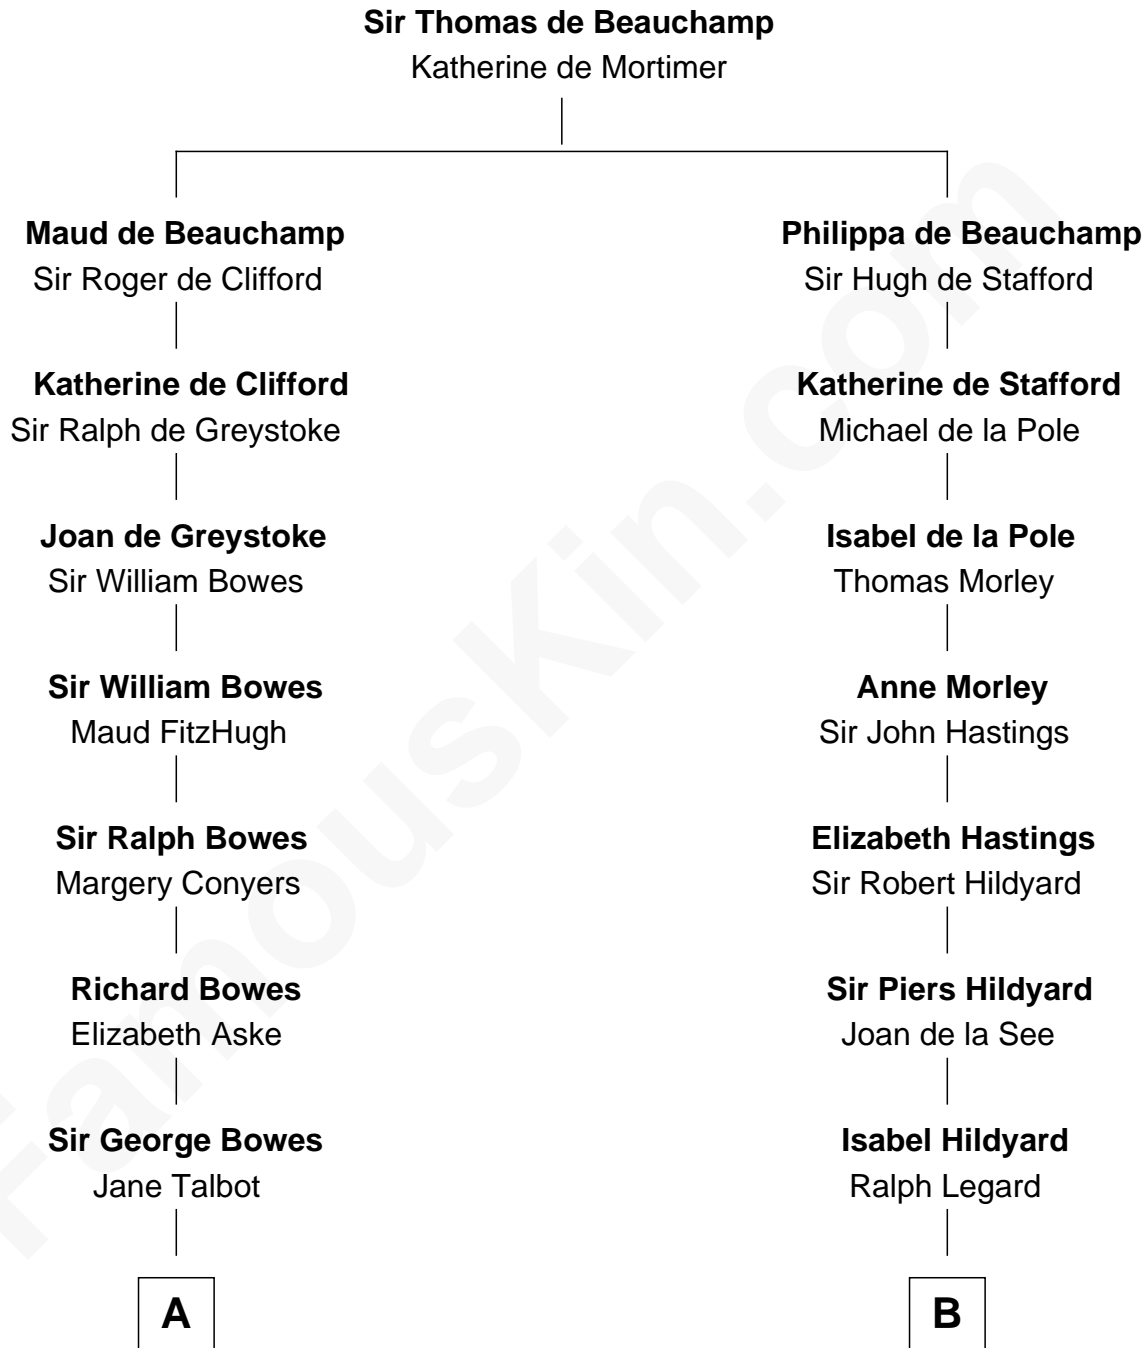 Sir Thomas de Beauchamp
Katherine de Mortimer
Maud de Beauchamp
Sir Roger de Clifford
Katherine de Clifford
Sir Ralph de Greystoke
Joan de Greystoke
Sir William Bowes
Sir William Bowes
Maud FitzHugh
Sir Ralph Bowes
Margery Conyers
Richard Bowes
Elizabeth Aske
Sir George Bowes
Jane Talbot
A
Philippa de Beauchamp
Sir Hugh de Stafford
Katherine de Stafford
Michael de la Pole
Isabel de la Pole
Thomas Morley
Anne Morley
Sir John Hastings
Elizabeth Hastings
Sir Robert Hildyard
Sir Piers Hildyard
Joan de la See
Isabel Hildyard
Ralph Legard
B
FamousKin.com